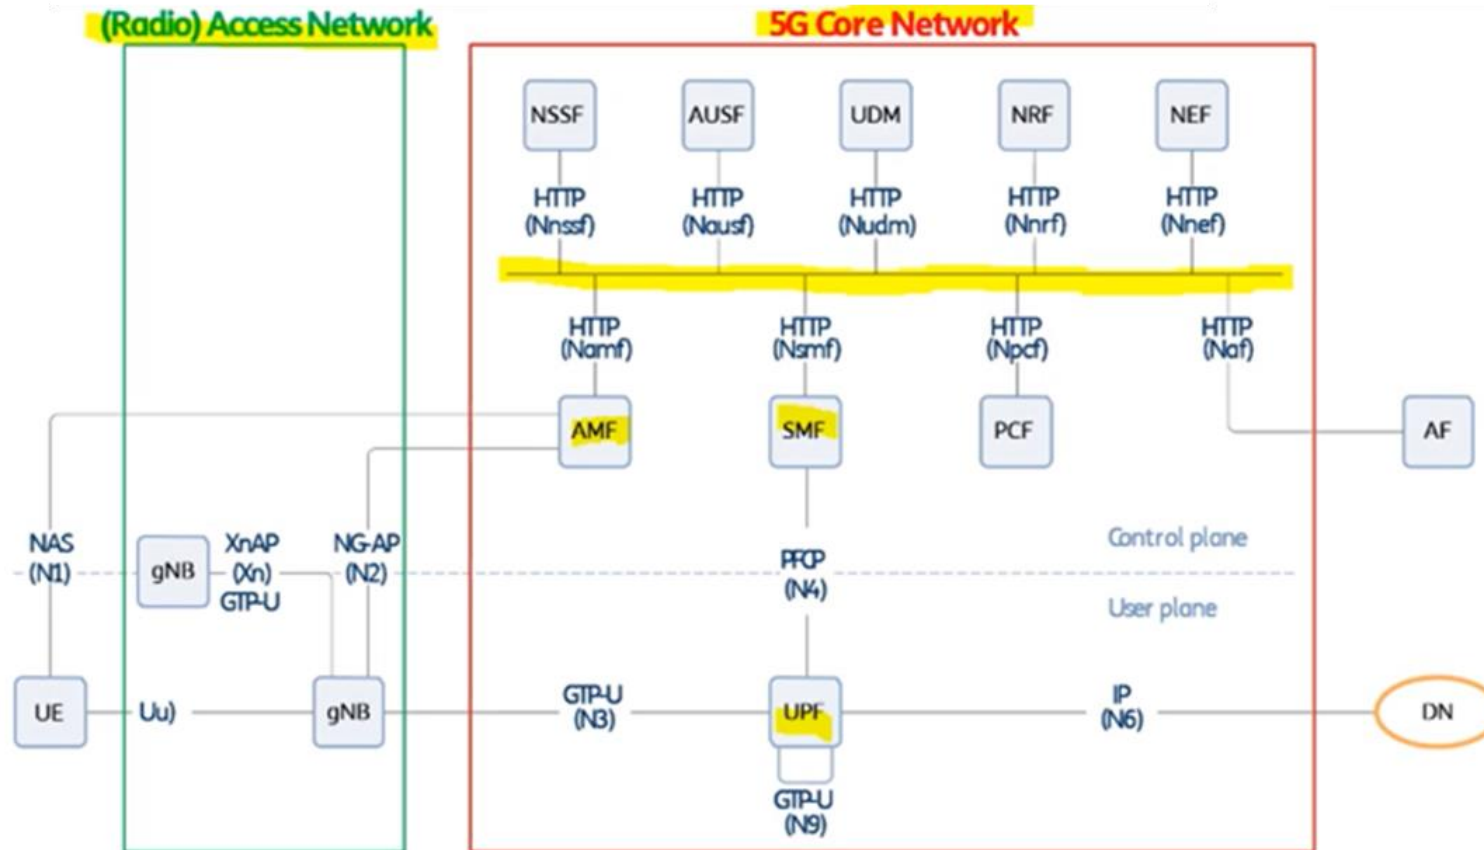 (Radio) Access Network
5G Core Network
NSSF
AUSF
UDM
NRF
NEF
HTTP
(Nnssf)
HTTP
(Nausf)
HTTP
(Nudm)
HTTP
(Nnrf)
HTTP
(Nnef)
HTTP
(Namf)
HTTP
(Nsmf)
HTTP
(Npcf)
HTTP
(Naf)
AMF
SMF
PCF
AF
NAS
(N1)
gNB
XnAP
(Xn)
GTP-U
NG-AP
(N2)
PFCP
(N4)
Control plane
User plane
UE
Uu)
gNB
GTP-U
(N3)
UPF
IP
(N6)
DN
GTP-U
(N9)